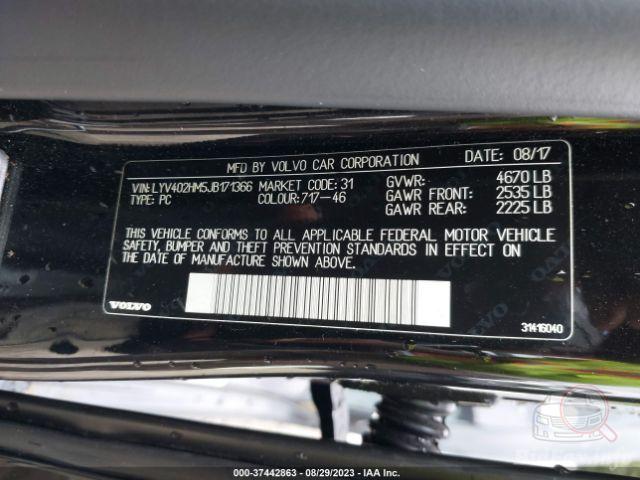 MFD BY VOLVO CAR CORPORATION DATE: 08/17
VIN:LYV402HM5JB171366 MARKET CODE: 31 GVWR: 4670 LB
TYPE: PC COLOUR:717-46 GAWR FRONT: 2535 LB
GAWR REAR: 2225 LB
THIS VEHICLE CONFORMS TO ALL APPLICABLE FEDERAL MOTOR VEHICLE
SAFETY, BUMPER AND THEFT PREVENTION STANDARDS IN EFFECT ON
THE DATE OF MANUFACTURE SHOWN ABOVE.
VOLVO 31416040
000-37442863 - 08/29/2023 - IAA Inc.